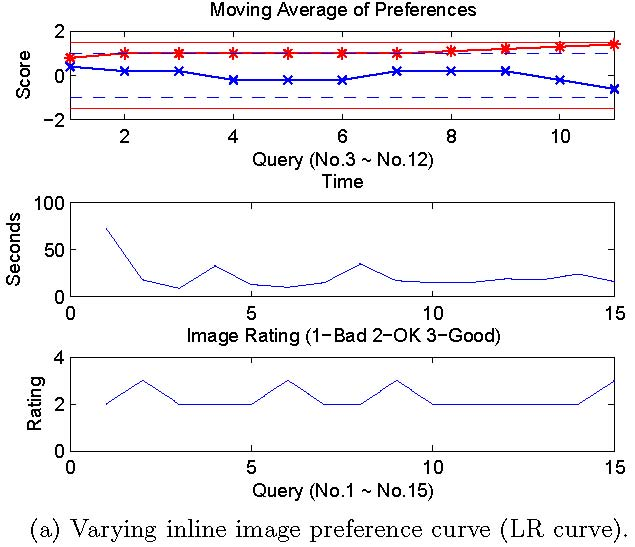 Moving Average of Preferences
2
0
−2
Score
2 4 6 8 10
Query (No.3 ~ No.12)
Time
100
50
0
Seconds
0 5 10 15
Image Rating (1−Bad 2−OK 3−Good)
4
2
0
Rating
0 5 10 15
Query (No.1 ~ No.15)
(a) Varying inline image preference curve (LR curve).